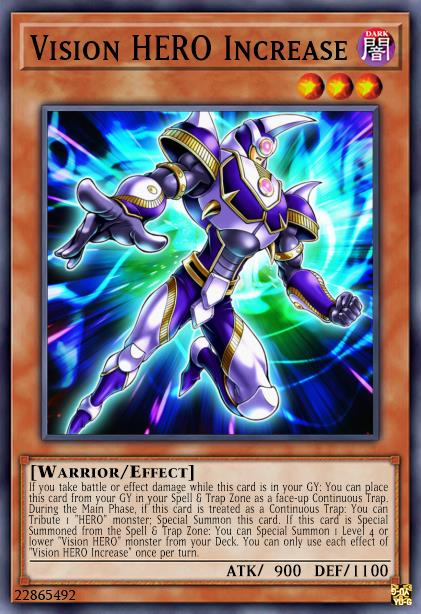 Vision HERO Increase
DARK
闇
[Warrior/Effect]
If you take battle or effect damage while this card is in your GY: You can place
this card from your GY in your Spell & Trap Zone as a face-up Continuous Trap.
During the Main Phase, if this card is treated as a Continuous Trap: You can
Tribute 1 "HERO" monster; Special Summon this card. If this card is Special
Summoned from the Spell & Trap Zone: You can Special Summon 1 Level 4 or
lower "Vision HERO" monster from your Deck. You can only use each effect of
"Vision HERO Increase" once per turn.
ATK/ 900 DEF/1100
22865492